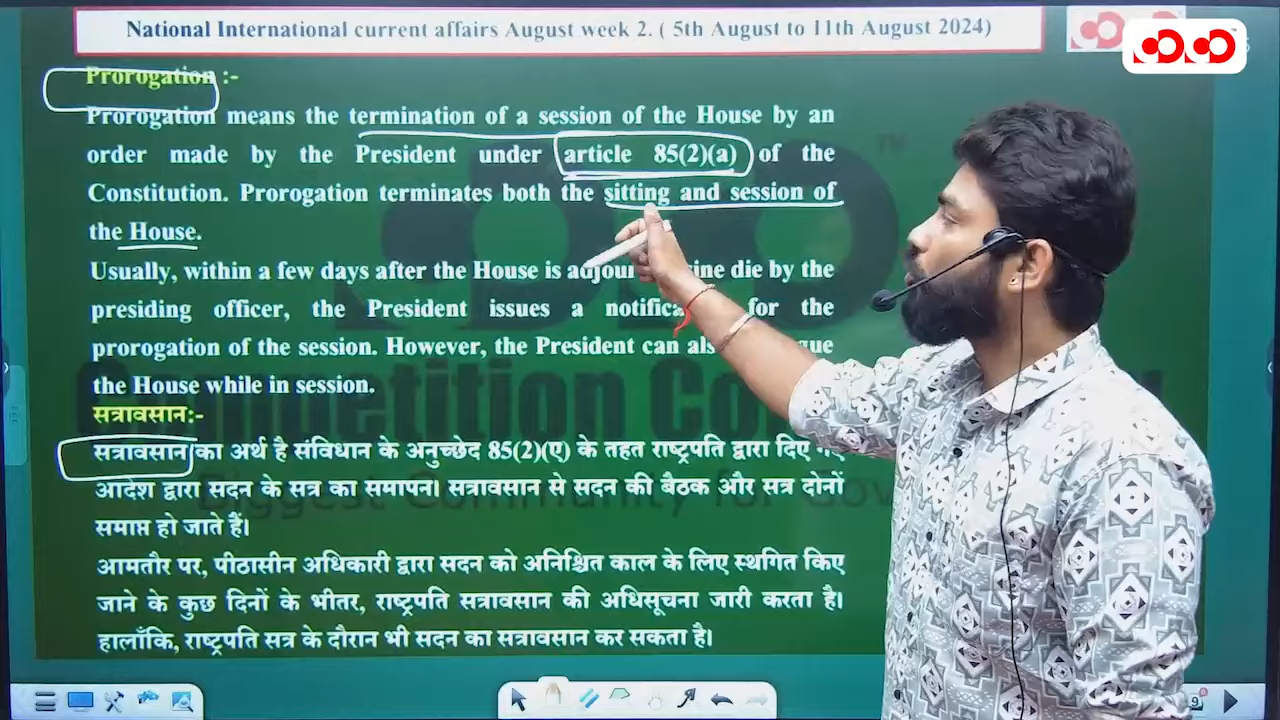 National International current affairs August week 2. ( 5th August to 11th August 2024)
Prorogation :-
Prorogation means the termination of a session of the House by an
order made by the President under article 85(2)(a) of the
Constitution. Prorogation terminates both the sitting and session of
the House.
Usually, within a few days after the House is die by the
presiding officer, the President issues a for the
prorogation of the session. However, the President can
the House while in session.
सत्रावसान:-
सत्रावसान का अर्थ है संविधान के अनुच्छेद 85(2)(ए) के तहत राष्ट्रपति द्वारा दिए
आदेश द्वारा सदन के सत्र का समापन। सत्रावसान से सदन की बैठक और सत्र दोनों
समाप्त हो जाते हैं।
आमतौर पर, पीठासीन अधिकारी द्वारा सदन को अनिश्चित काल के लिए स्थगित किए
जाने के कुछ दिनों के भीतर, राष्ट्रपति सत्रावसान की अधिसूचना जारी करता है।
हालाँकि, राष्ट्रपति सत्र के दौरान भी सदन का सत्रावसान कर सकता है।